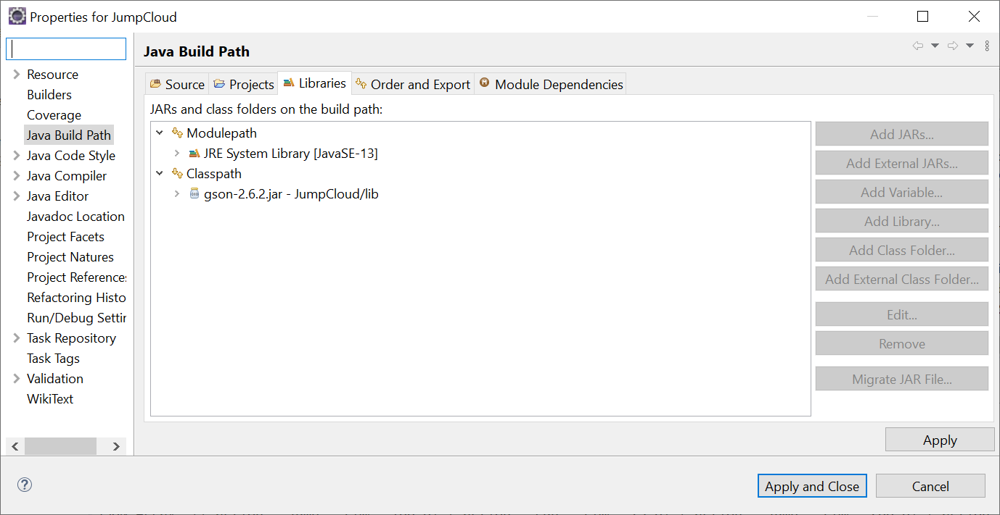 Properties for JumpCloud
Java Build Path
Resource
Builders
Coverage
Java Build Path
Java Code Style
Java Compiler
Java Editor
Javadoc Location
Project Facets
Project Natures
Project References
Refactoring Histo
Run/Debug Settin
Task Repository
Task Tags
Validation
WikiText
Source Projects Libraries Order and Export Module Dependencies
JARs and class folders on the build path:
Modulepath
JRE System Library [JavaSE-13]
Classpath
gson-2.6.2.jar - JumpCloud/lib
Add JARs...
Add External JARs...
Add Variable...
Add Library...
Add Class Folder...
Add External Class Folder...
Edit...
Remove
Migrate JAR File...
Apply
Apply and Close Cancel